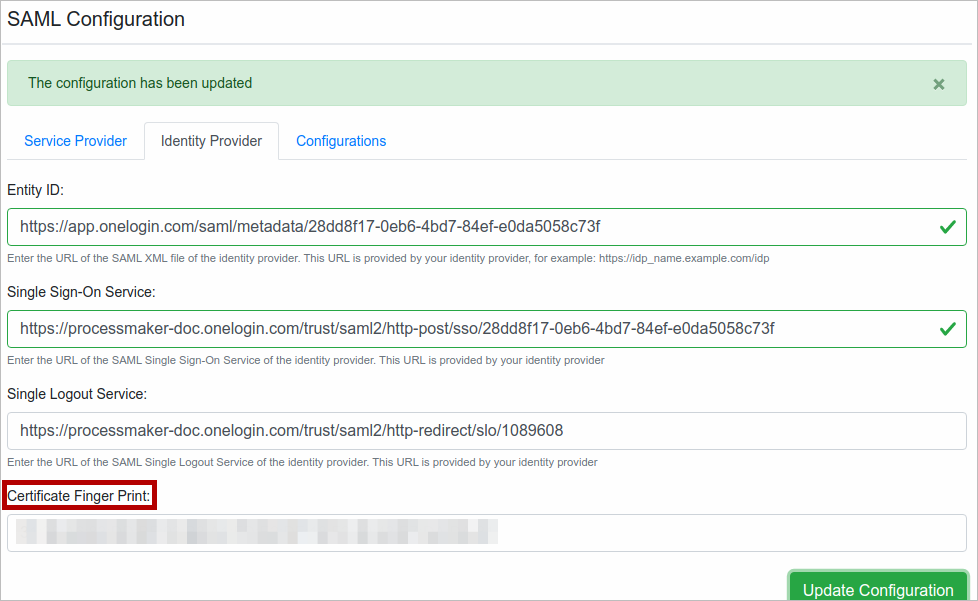 SAML Configuration
The configuration has been updated ×
Service Provider Identity Provider Configurations
Entity ID:
https://app.onelogin.com/saml/metadata/28dd8f17-0eb6-4bd7-84ef-e0da5058c73f
Enter the URL of the SAML XML file of the identity provider. This URL is provided by your identity provider, for example: https://idp_name.example.com/idp
Single Sign-On Service:
https://processmaker-doc.onelogin.com/trust/saml2/http-post/sso/28dd8f17-0eb6-4bd7-84ef-e0da5058c73f
Enter the URL of the SAML Single Sign-On Service of the identity provider. This URL is provided by your identity provider
Single Logout Service:
https://processmaker-doc.onelogin.com/trust/saml2/http-redirect/slo/1089608
Enter the URL of the SAML Single Logout Service of the identity provider. This URL is provided by your identity provider
Certificate Finger Print:
Update Configuration